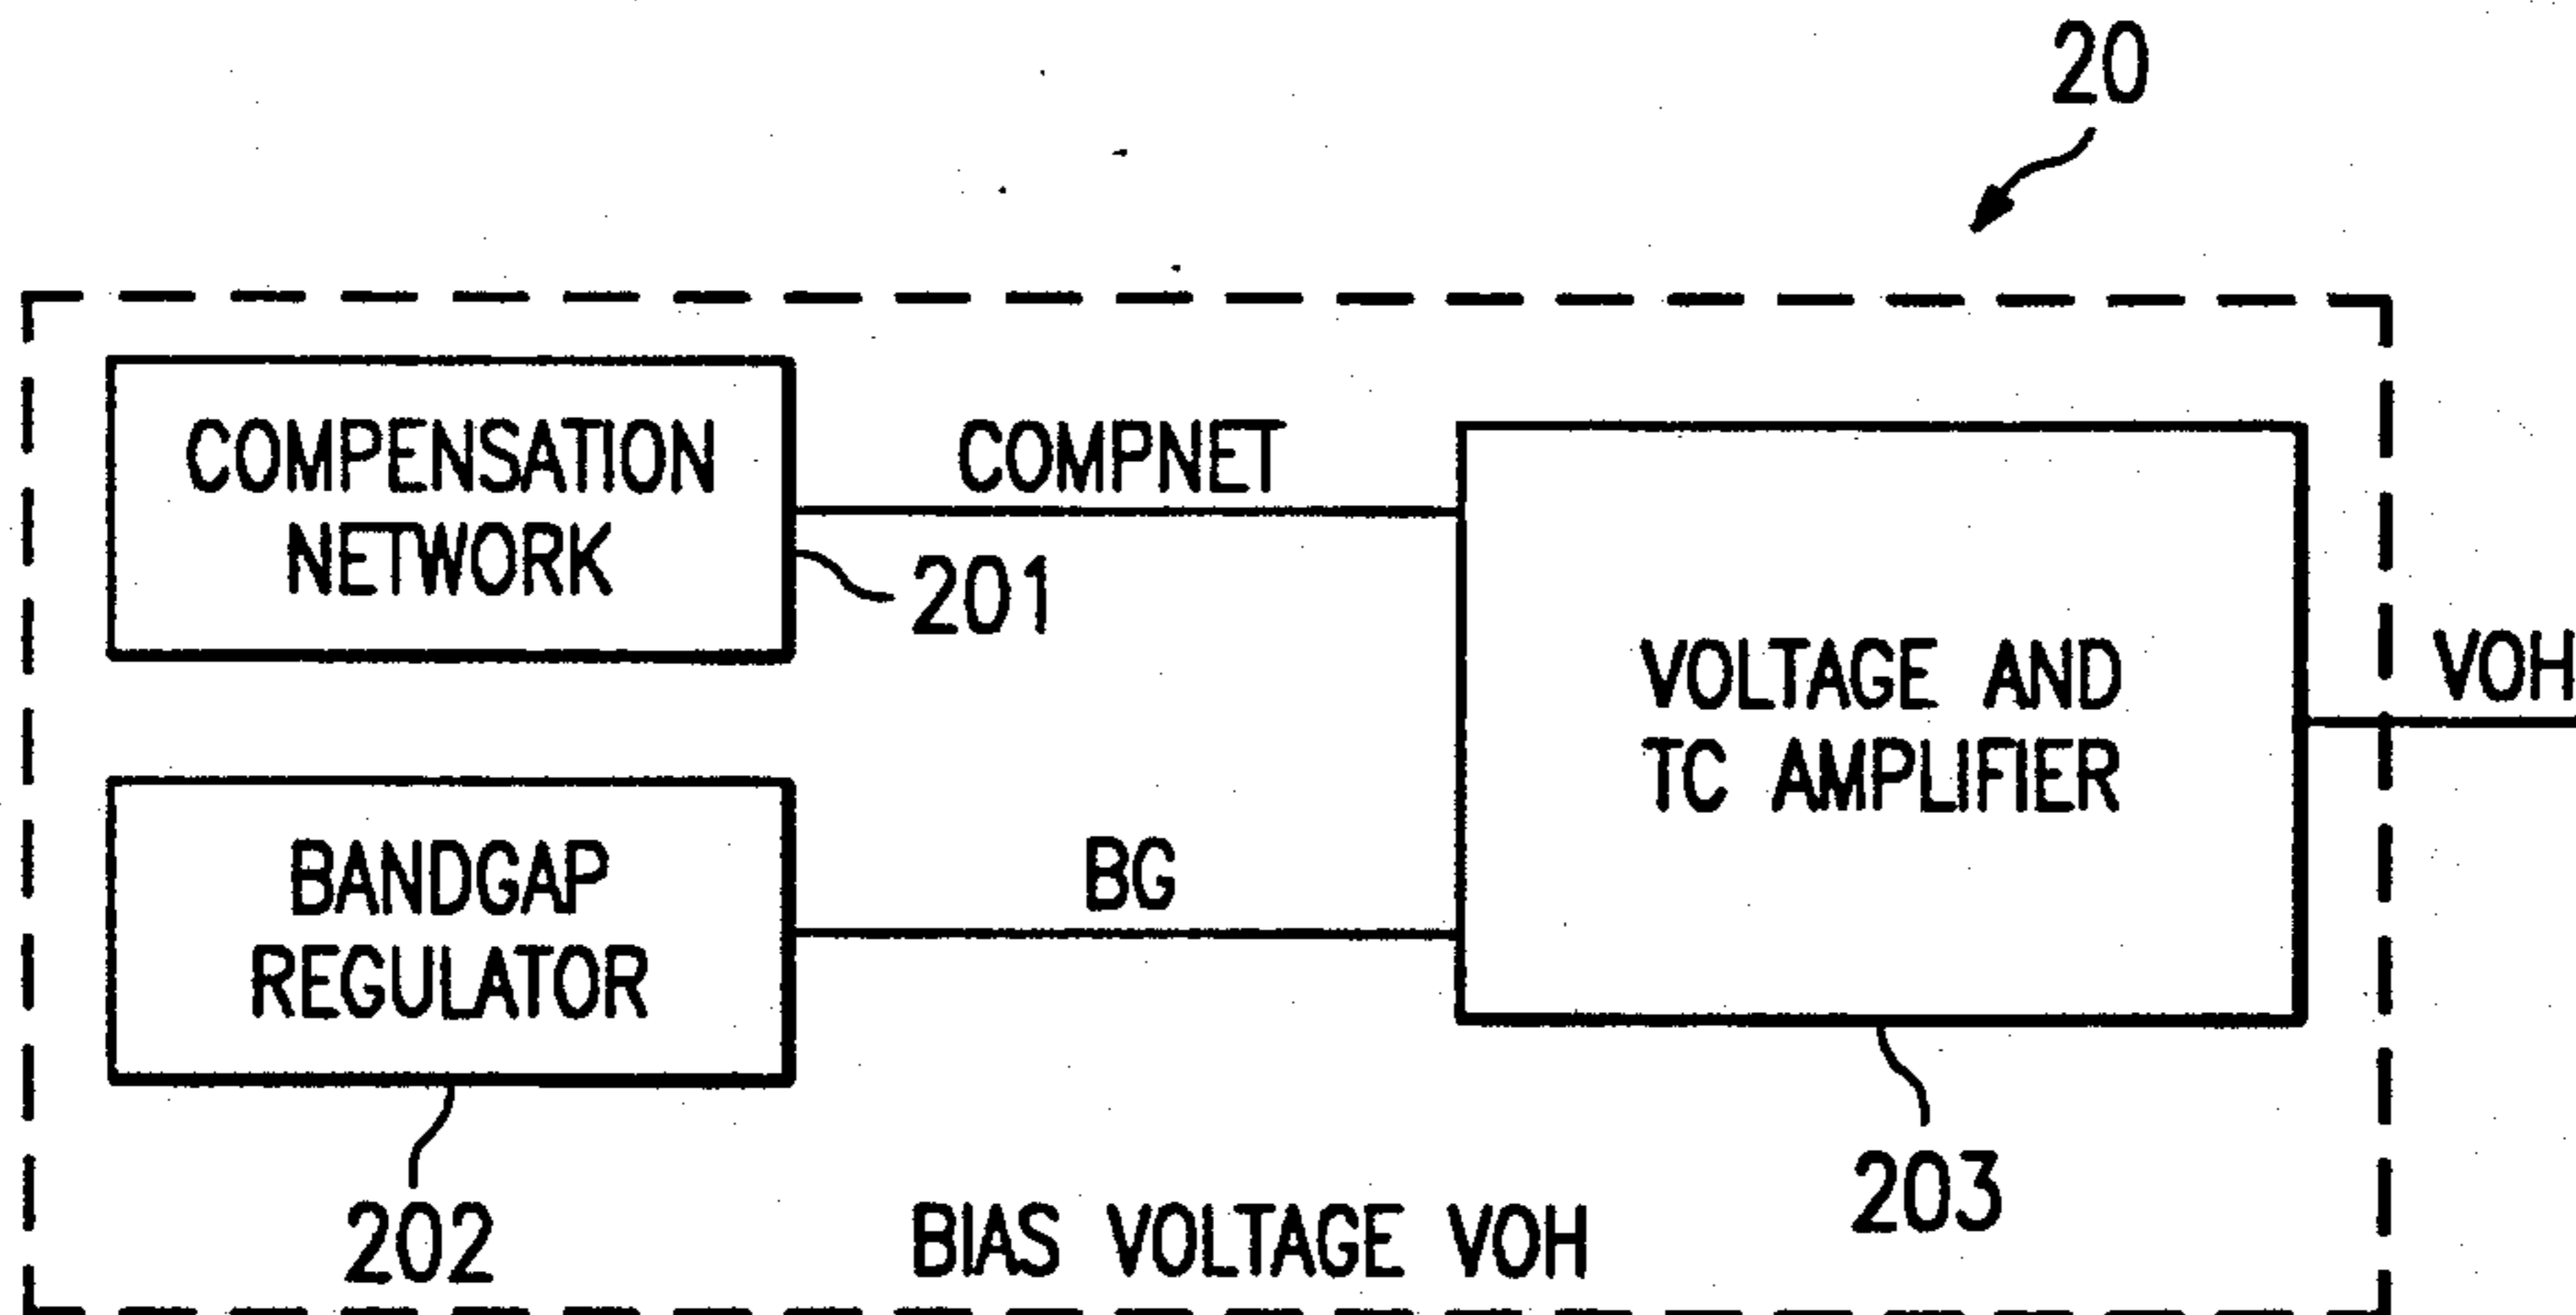 20
COMPENSATION
NETWORK
COMPNET
201
VOLTAGE AND
TC AMPLIFIER
VOH
BANDGAP
REGULATOR
BG
202
203
BIAS VOLTAGE VOH